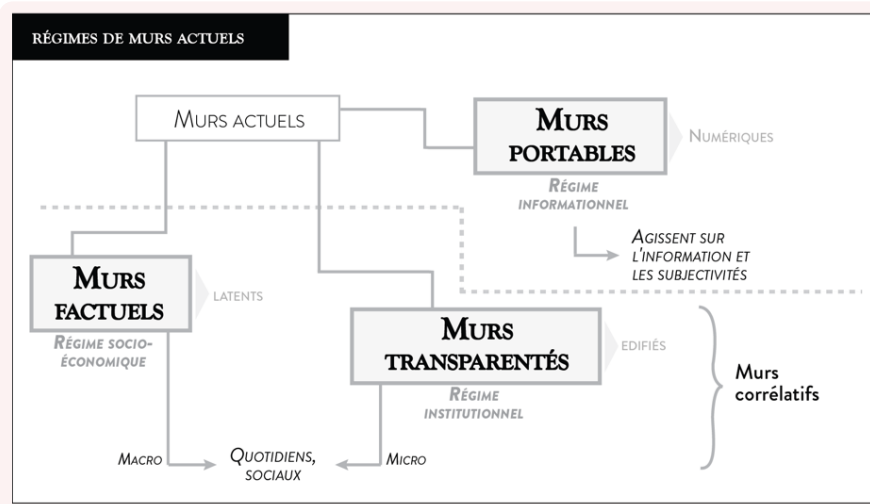 RÉGIMES DE MURS ACTUELS
MURS ACTUELS
MURS
PORTABLES
NUMÉRIQUES
RÉGIME
INFORMATIONNEL
AGISSENT SUR
L'INFORMATION ET
LES SUBJECTIVITÉS
MURS
FACTUELS
LATENTS
RÉGIME SOCIO-
ÉCONOMIQUE
MURS
TRANSPARENTÉS
EDIFIÉS
RÉGIME
INSTITUTIONNEL
Murs
corrélatifs
MACRO
QUOTIDIENS,
SOCIAUX
MICRO